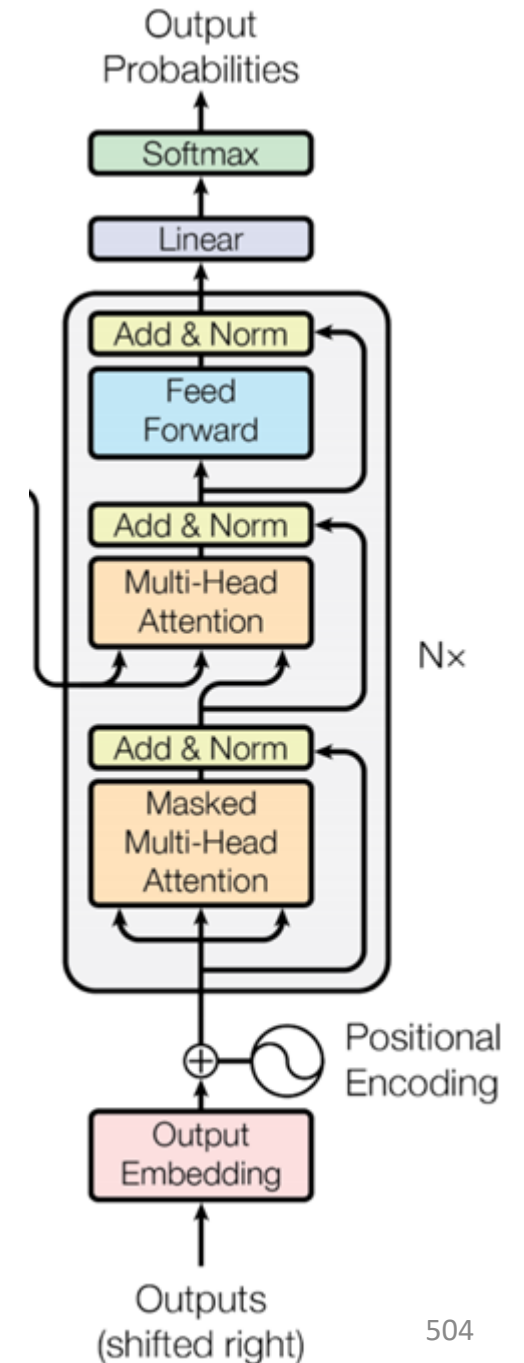 Output
Probabilities
Softmax
Linear
Add & Norm
Feed
Forward
Add & Norm
Multi-Head
Attention
N×
Add & Norm
Masked
Multi-Head
Attention
Positional
Encoding
Output
Embedding
Outputs
(shifted right)
504